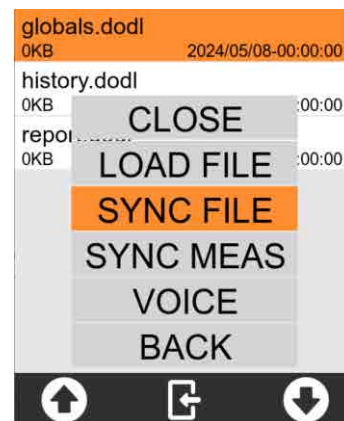 globals.dodl
0KB 2024/05/08-00:00:00
history.dodl
0KB :00:00
CLOSE
0KB :00:00
LOAD FILE
SYNC FILE
SYNC MEAS
VOICE
BACK